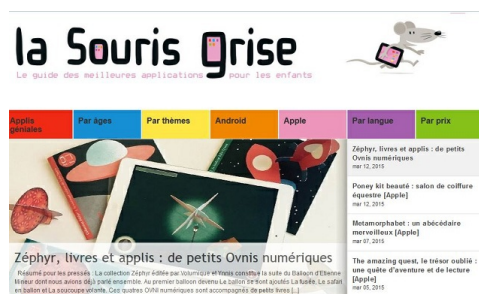 la Souris grise
Le guide des meilleures applications pour les enfants
Applis géniales
Par âges
Par thèmes
Android
Apple
Par langue
Par prix
Zéphyr, livres et applis : de petits
Ovnis numériques
mar 12, 2015
Poney kit beauté : salon de coiffure
équestre [Apple]
mar 12, 2015
Metamorphabet : un abécédaire
merveilleux [Apple]
mar 07, 2015
The amazing quest, le trésor oublié :
une quête d'aventure et de lecture
[Apple]
mar 05, 2015
Zéphyr, livres et applis : de petits Ovnis numériques
Résumé pour les pressés : La collection Zéphyr éditée par Volumique et Ynnis constitue la suite du Balloon d'Etienne
Mineur dont nous avions déjà parlé ensemble. Au premier balloon devenu Le ballon se sont ajoutés La fusée, Le safari
en ballon et La soucoupe volante. Ces quatres OVNI numériques sont accompagnés de petits livres [...]